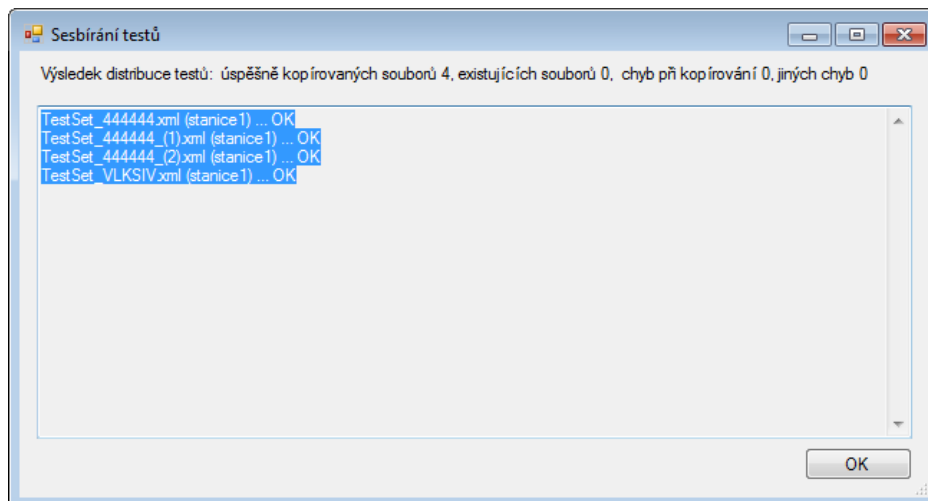 Sesbírání testů
Výsledek distribuce testů: úspěšně kopírovaných souborů 4, existujících souborů 0, chyb při kopírování 0, jiných chyb 0
TestSet_444444.xml (stanice1) ... OK
TestSet_444444_(1).xml (stanice1) ... OK
TestSet_444444_(2).xml (stanice1) ... OK
TestSet_VLKSIV.xml (stanice1) ... OK
OK